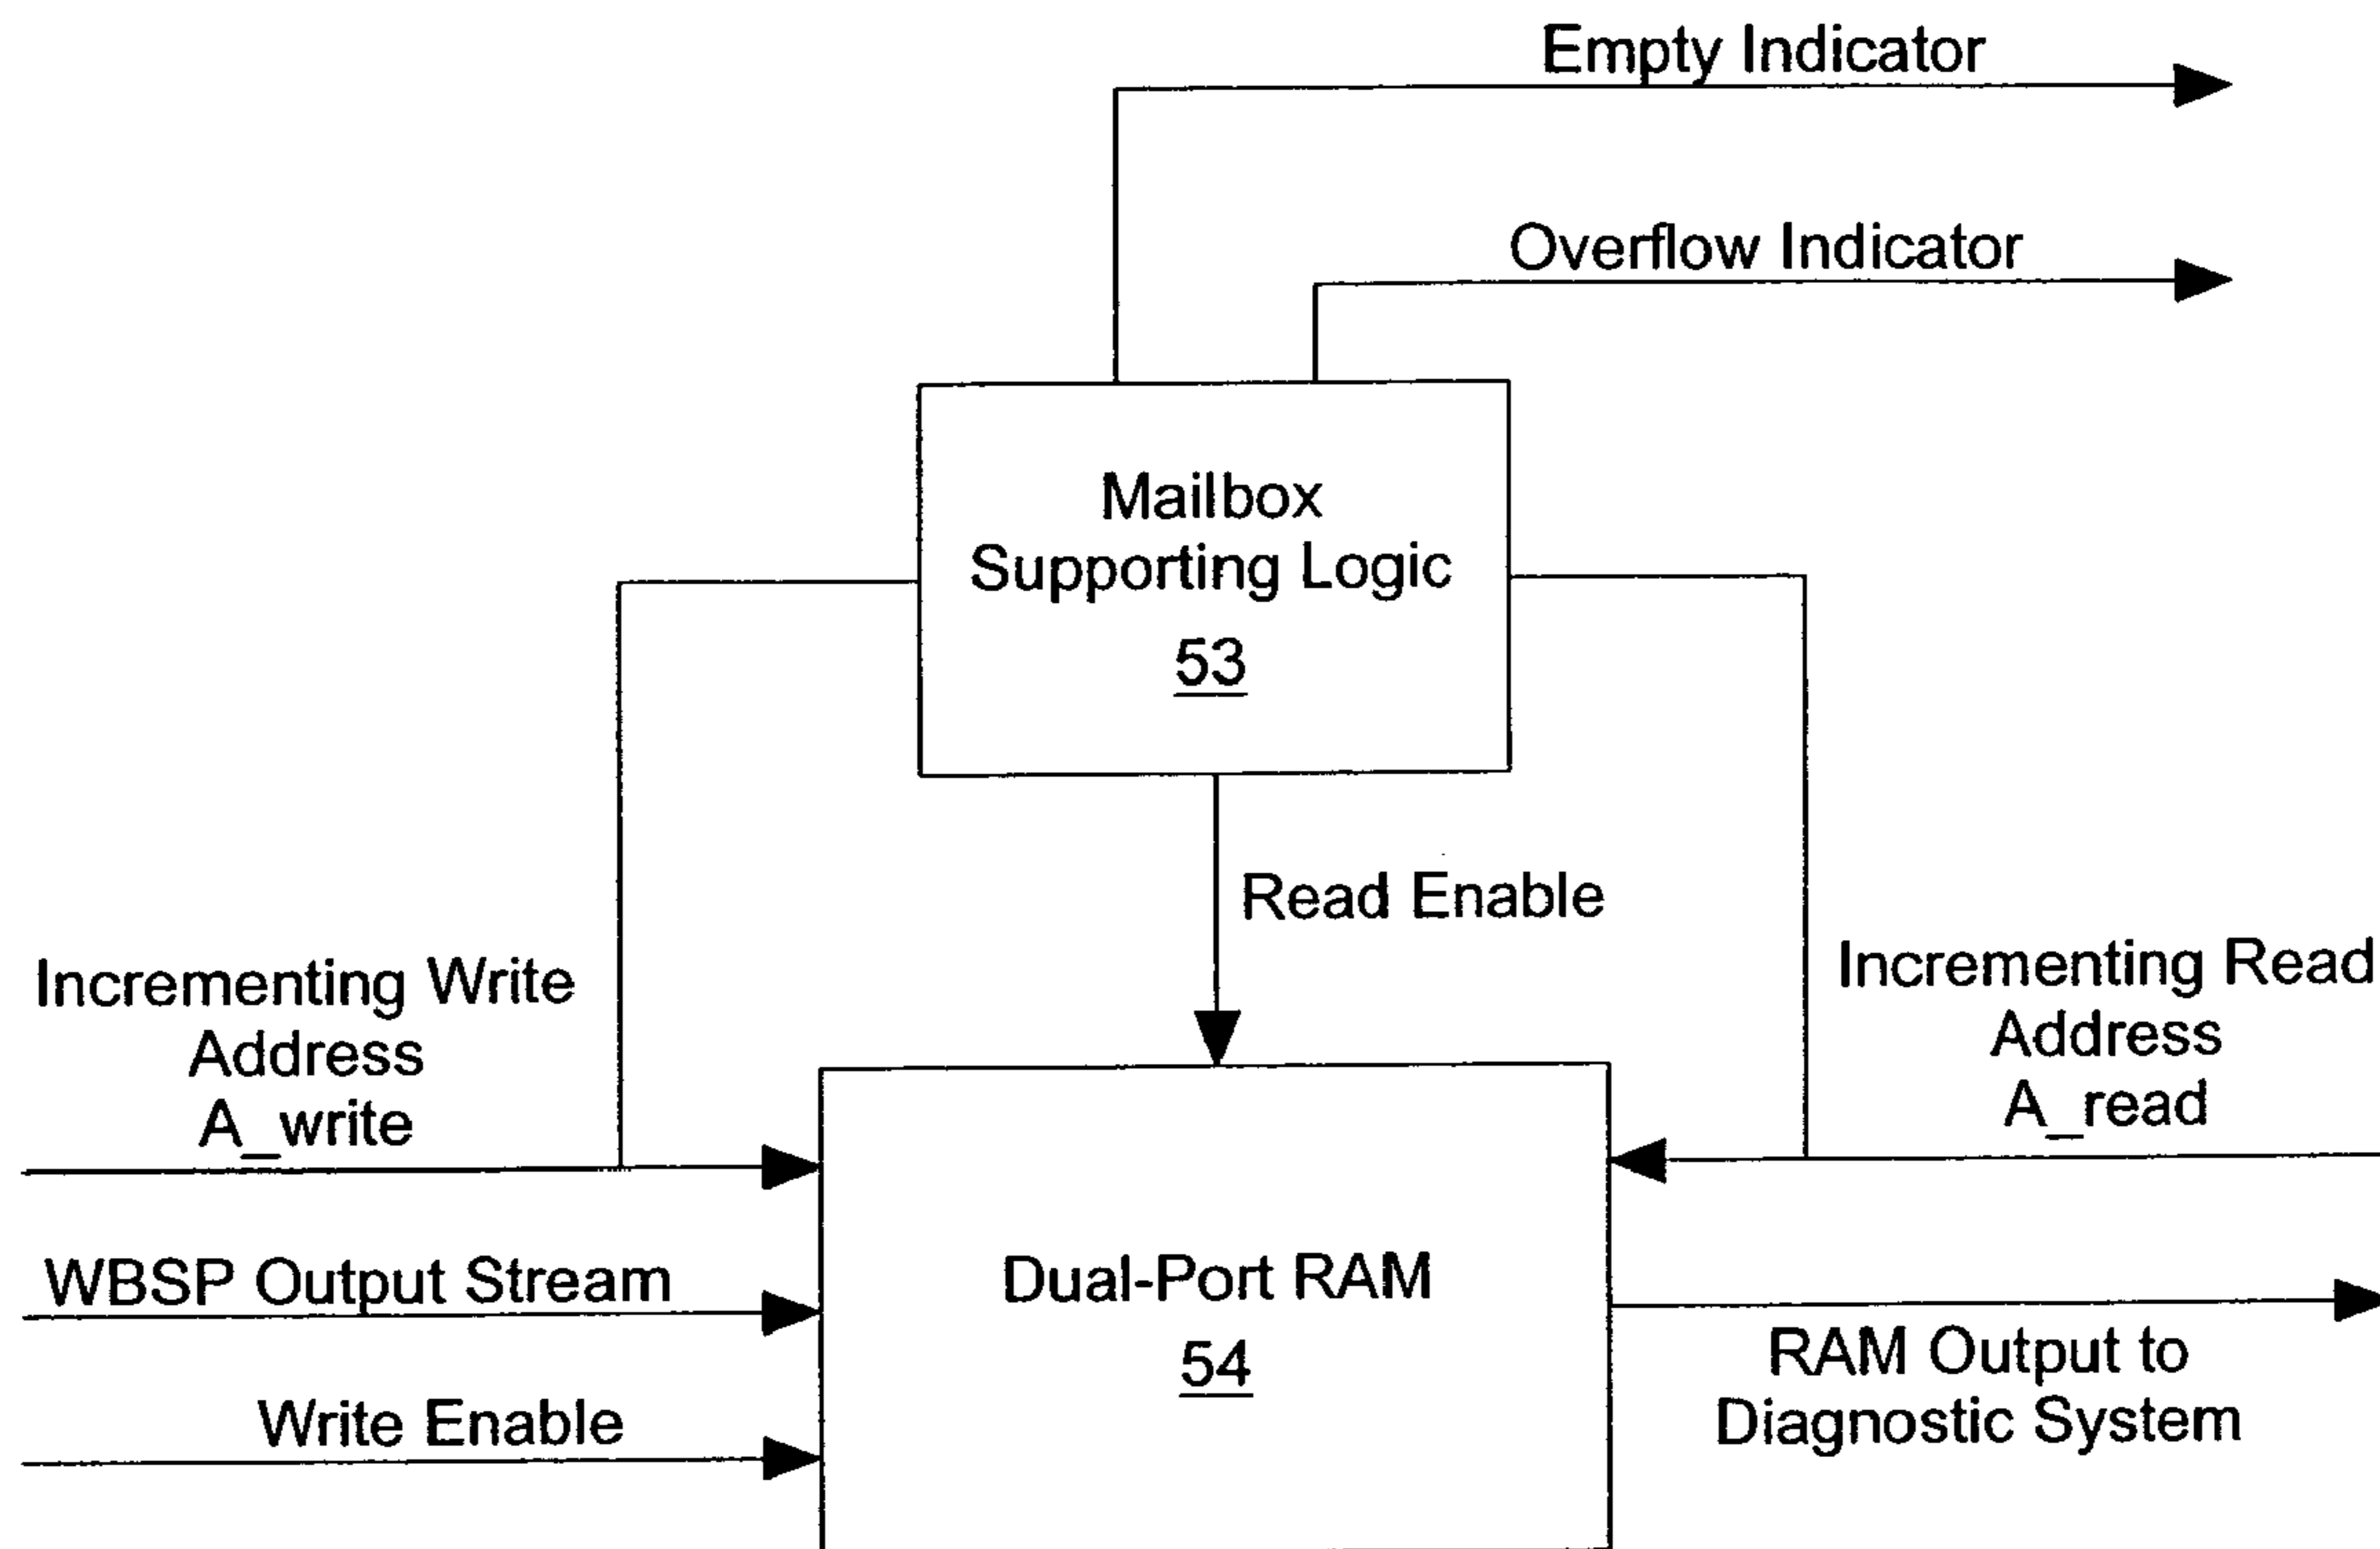 Empty Indicator
Overflow Indicator
Mailbox
Supporting Logic
53
Read Enable
Incrementing Write
Address
A_write
Incrementing Read
Address
A_read
WBSP Output Stream
Dual-Port RAM
54
RAM Output to
Diagnostic System
Write Enable